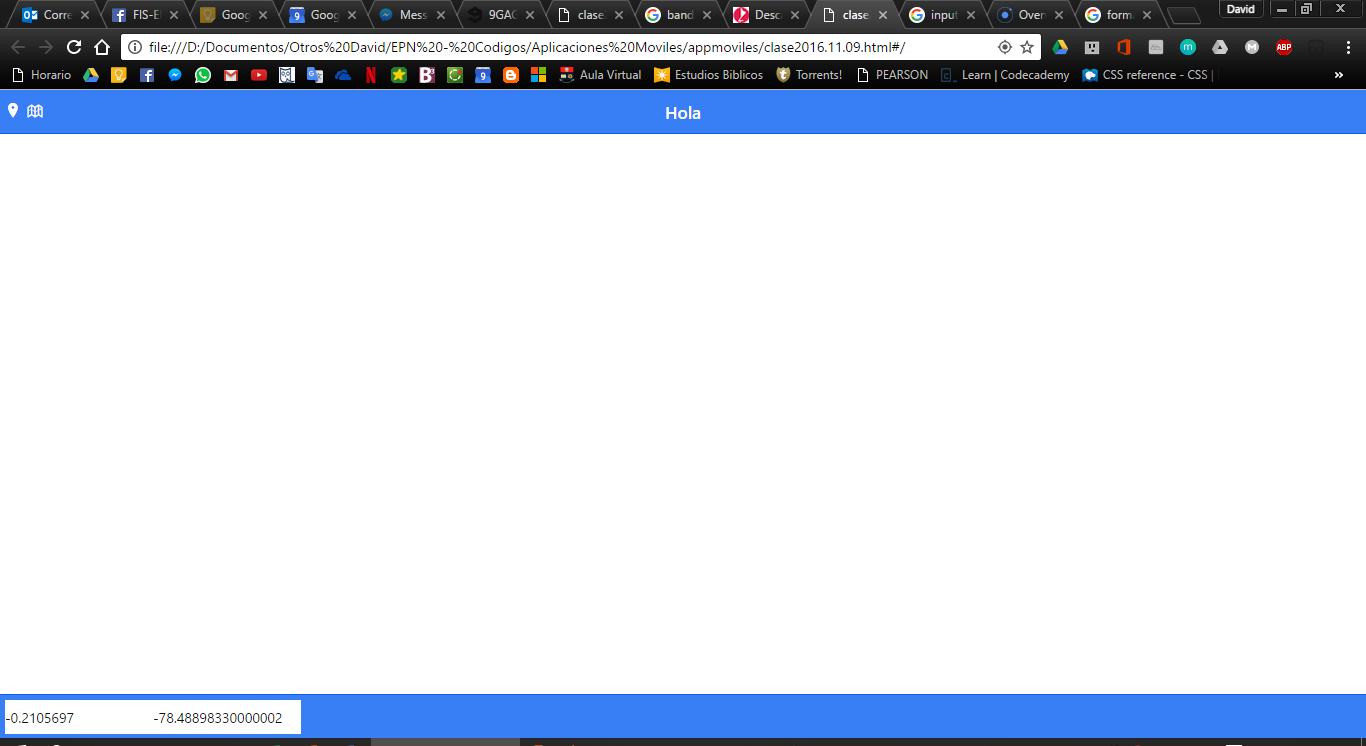 Corre FIS-E Goog Goog Mess 9GAG clase. band Desca clase. input Over form. David
file:///D:/Documentos/Otros%20David/EPN%20-%20Codigos/Aplicaciones%20Moviles/appmoviles/clase2016.11.09.html#/
ABP
Horario 9 Aula Virtual Estudios Biblicos Torrents! PEARSON Learn | Codecademy CSS reference - CSS | »
Hola
-0.2105697 -78.48898330000002